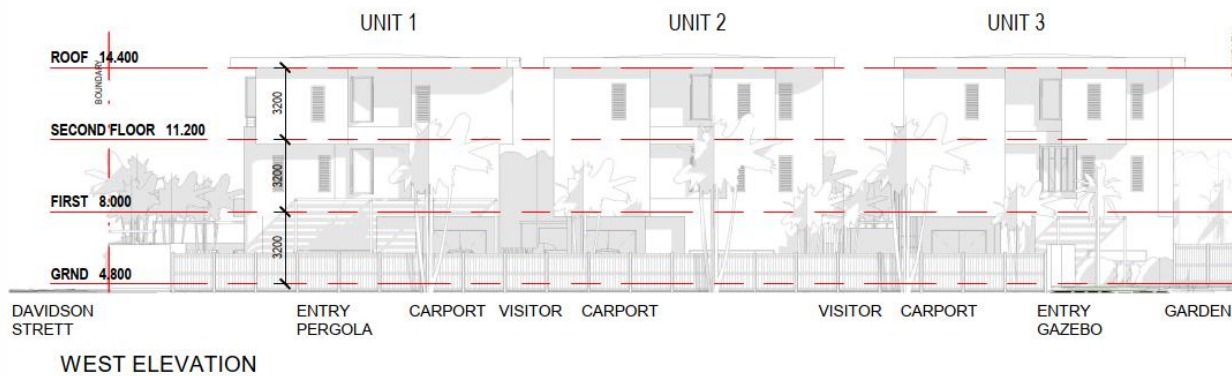 UNIT 1
UNIT 2
UNIT 3
ROOF 14.400
BOUNDARY
3200
SECOND FLOOR 11.200
3200
FIRST 8.000
3200
GRND 4.800
DAVIDSON
STRETT
ENTRY
PERGOLA
CARPORT
VISITOR
CARPORT
VISITOR
CARPORT
ENTRY
GAZEBO
GARDEN
WEST ELEVATION